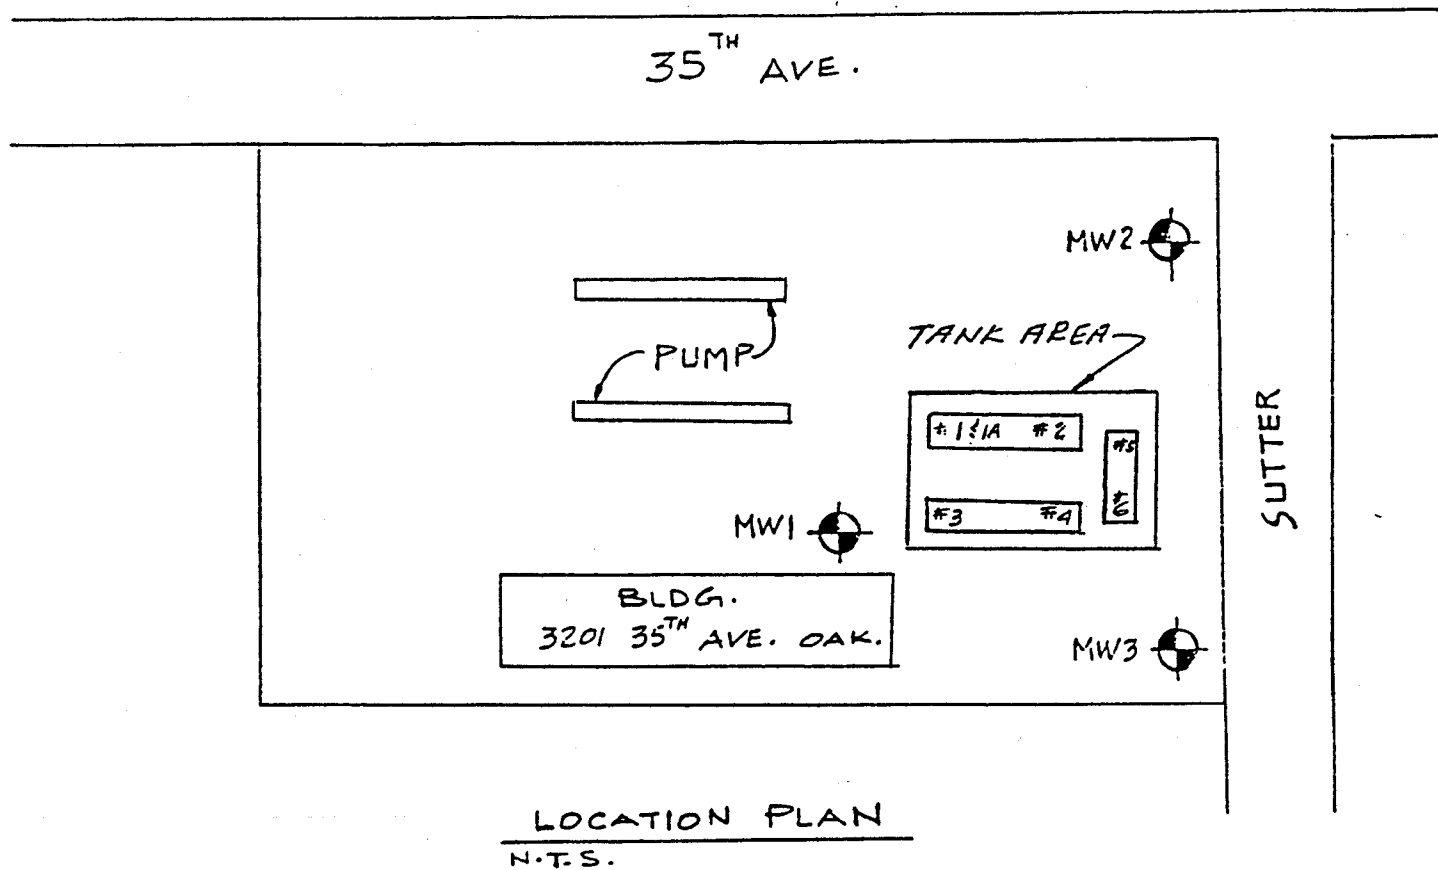 35TH AVE.
MW2
TANK AREA
PUMP
#1&1A #2
#5
#6
#3 #4
SUTTER
MW1
BLDG.
3201 35TH AVE. OAK.
MW3
LOCATION PLAN
N.T.S.